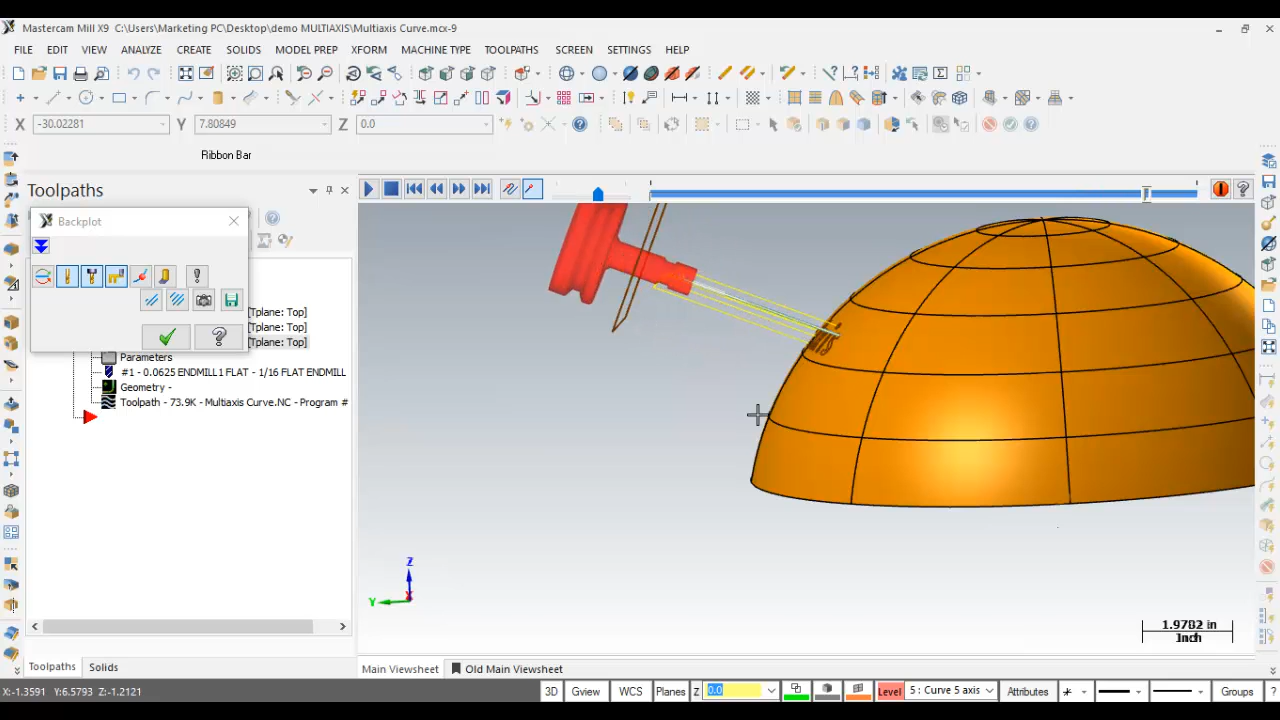 Mastercam Mill X9 C:\Users\Marketing PC\Desktop\demo MULTIAXIS\Multiaxis Curve.mcx-9
FILE EDIT VIEW ANALYZE CREATE SOLIDS MODEL PREP XFORM MACHINE TYPE TOOLPATHS SCREEN SETTINGS HELP
X -30.02281 Y 7.80849 Z 0.0
Ribbon Bar
Toolpaths
Backplot
[Tplane: Top]
[Tplane: Top]
[Tplane: Top]
Parameters
#1 - 0.0625 ENDMILL1 FLAT - 1/16 FLAT ENDMILL
Geometry -
Toolpath - 73.9K - Multiaxis Curve.NC - Program #
Z
X
Y
1.9782 in
Inch
Toolpaths Solids
Main Viewsheet Old Main Viewsheet
X:-1.3591 Y:6.5793 Z:-1.2121 3D Gview WCS Planes Z 0.0 Level 5 : Curve 5 axis Attributes Groups ?